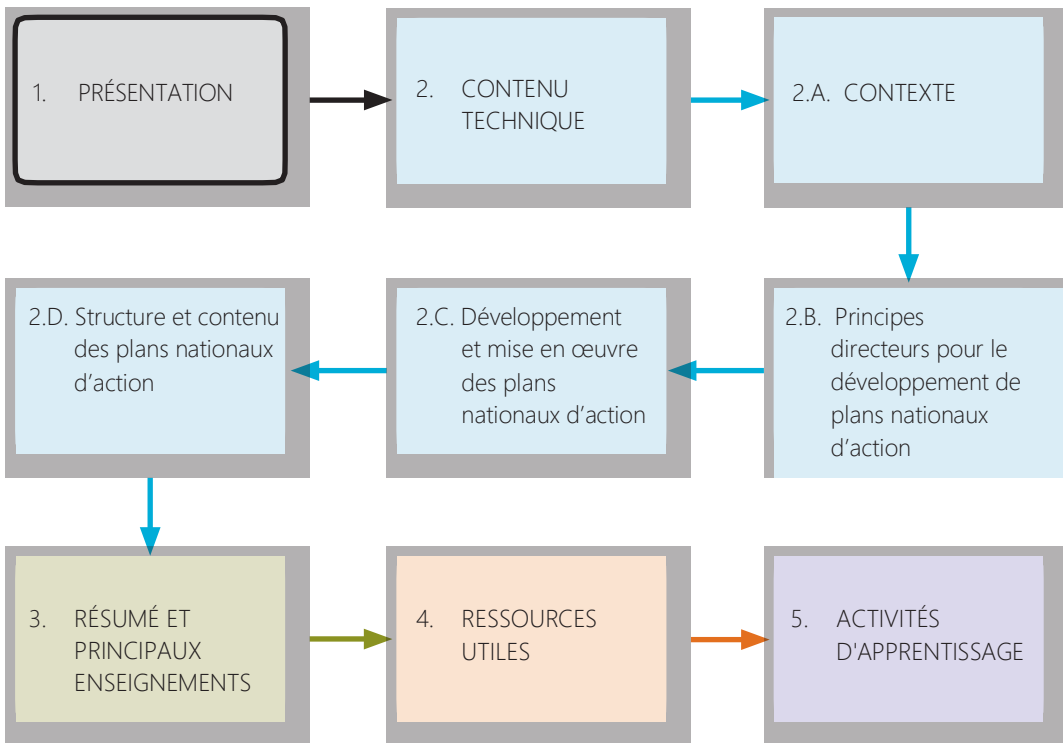 1. PRÉSENTATION
2. CONTENU
TECHNIQUE
2.A. CONTEXTE
2.B. Principes
directeurs pour le
développement de
plans nationaux
d’action
2.C. Développement
et mise en œuvre
des plans
nationaux d’action
2.D. Structure et contenu
des plans nationaux
d’action
3. RÉSUMÉ ET
PRINCIPAUX
ENSEIGNEMENTS
4. RESSOURCES
UTILES
5. ACTIVITÉS
D'APPRENTISSAGE